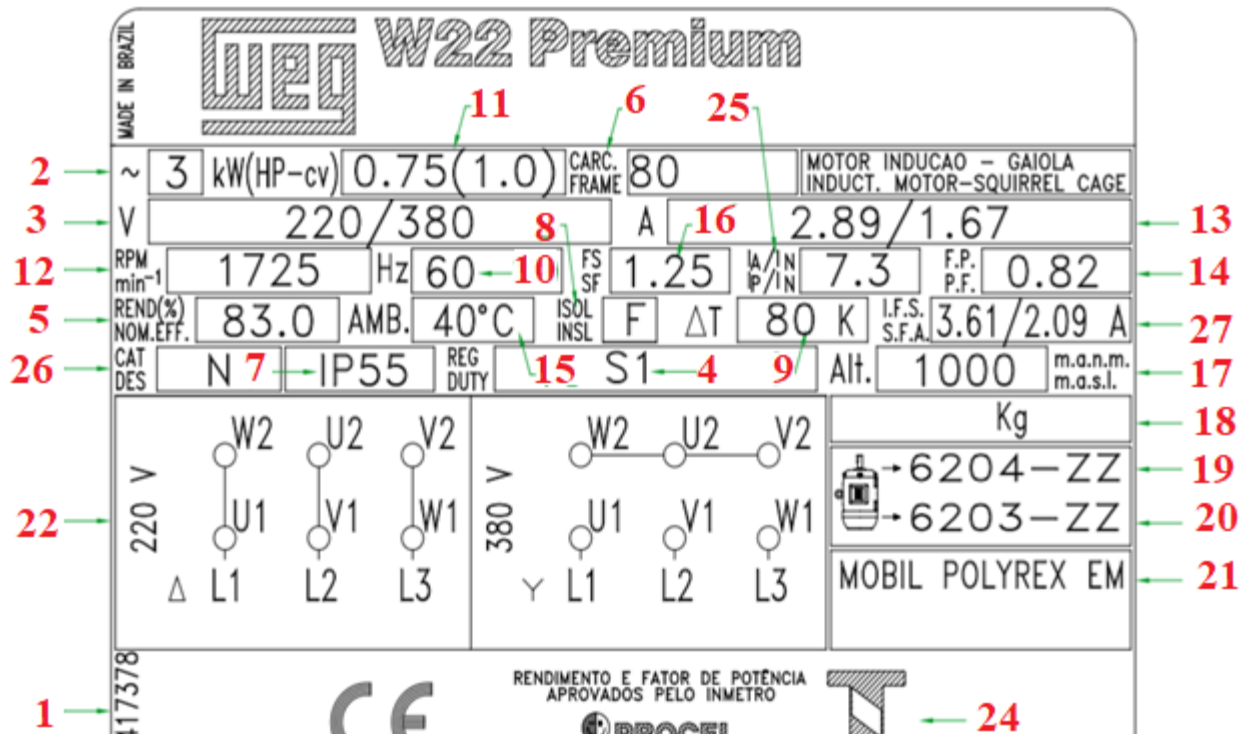 MADE IN BRAZIL
WEG
W22 Premium
11
6
25
2
~ 3 kW(HP-cv) 0.75(1.0) CARC. FRAME 80 MOTOR INDUCAO - GAIOLA
INDUCT. MOTOR-SQUIRREL CAGE
3 V 220/380 8 A 16 2.89/1.67 13
12 RPM min⁻¹ 1725 Hz 60 10 FS SF 1.25 IA/IN IP/IN 7.3 F.P. P.F. 0.82 14
5 REND(%) NOM.EFF. 83.0 AMB. 40°C ISOL INSL F ΔT 80 K I.F.S. S.F.A. 3.61/2.09 A 27
26 CAT DES N 7 IP55 REG DUTY 15 S1 4 9 Alt. 1000 m.a.n.m. m.a.s.l. 17
Kg 18
22 220 V
W2 U2 V2
U1 V1 W1
Δ L1 L2 L3
380 V
W2 U2 V2
U1 V1 W1
Y L1 L2 L3
6204-ZZ 19
6203-ZZ 20
MOBIL POLYREX EM 21
1 417378
CE
RENDIMENTO E FATOR DE POTÊNCIA
APROVADOS PELO INMETRO
PROCEL
24